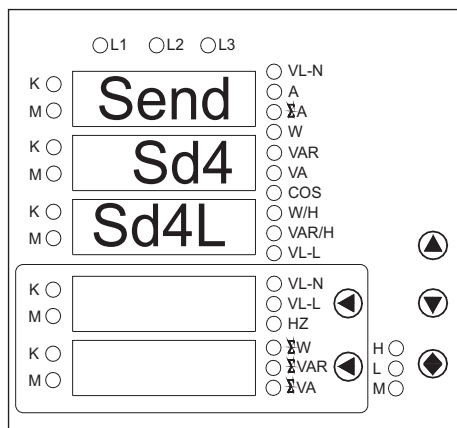 L1 L2 L3
K VL-N
Send A
M ΣA
K W
Sd4 VAR
M VA
COS
K W/H
Sd4L VAR/H
M VL-L
K VL-N
VL-L
M HZ
K ΣW H
ΣVAR L
M ΣVA M